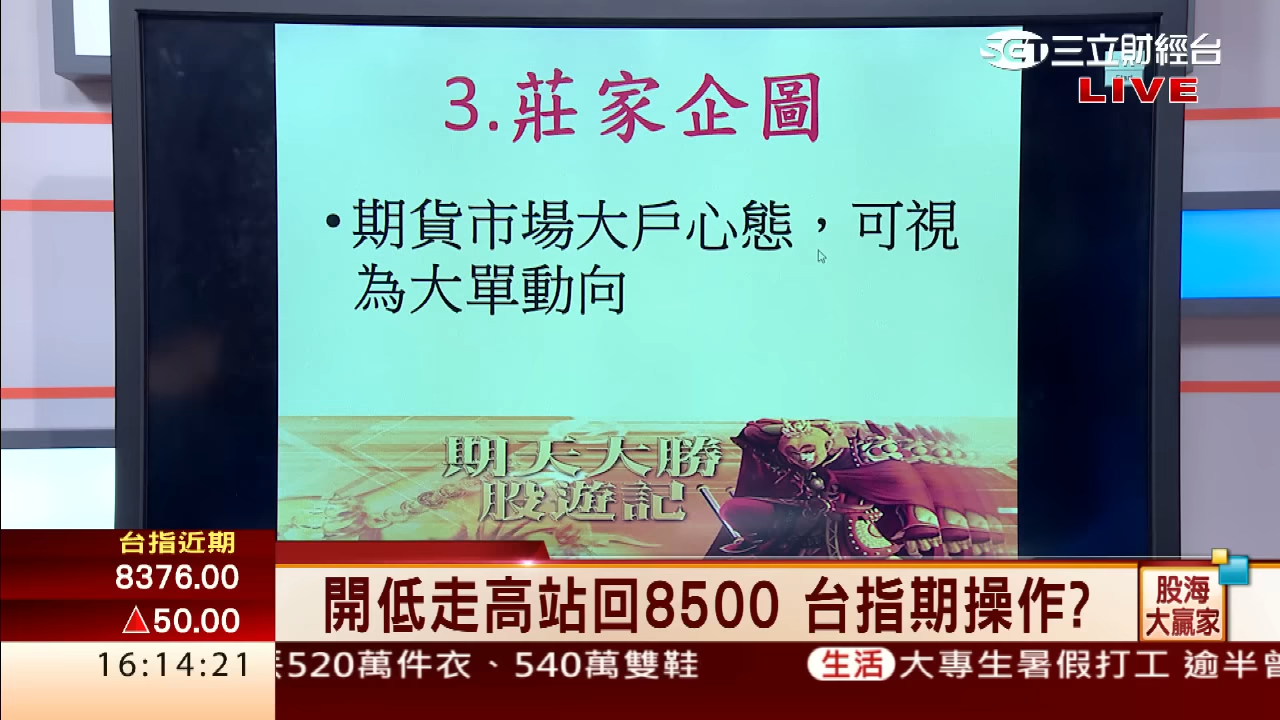 SET三立財經台
LIVE
3.莊家企圖
•期貨市場大戶心態，可視
為大單動向
期天大勝
股遊記
台指近期
8376.00
△50.00
16:14:21
開低走高站回8500 台指期操作?
股海
大贏家
520萬件衣、540萬雙鞋
生活 大專生暑假打工 逾半